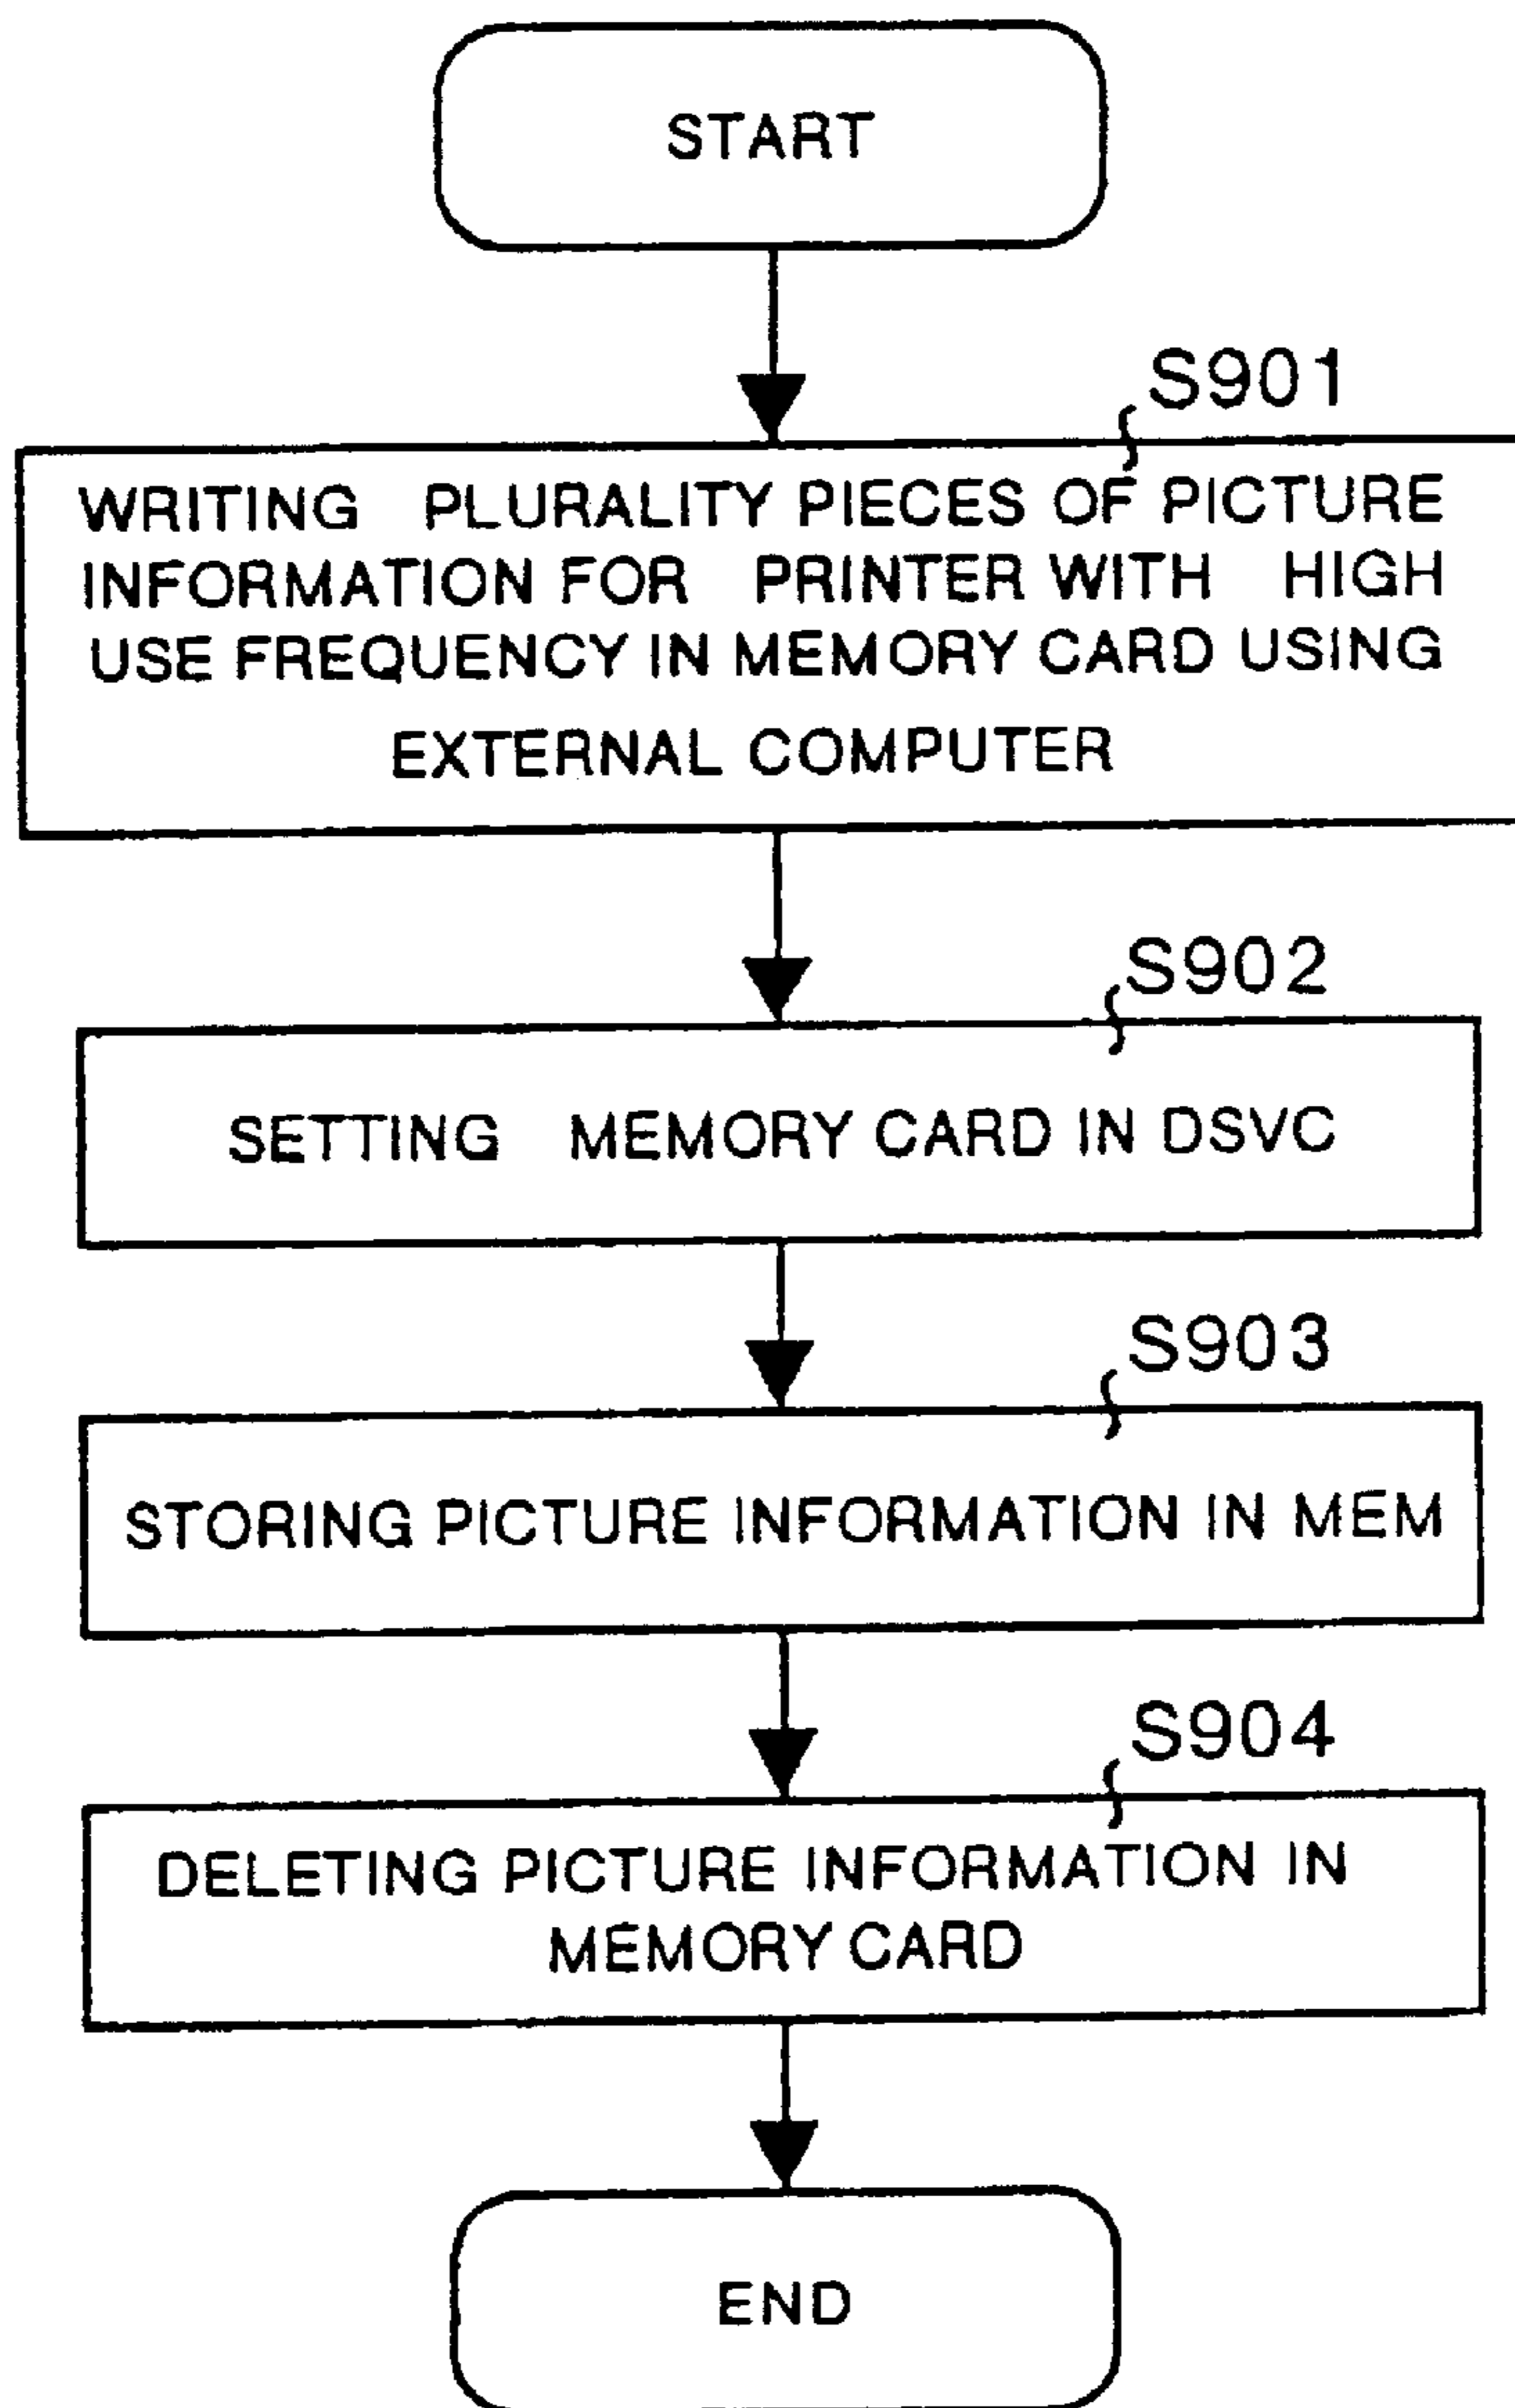 START
S901
WRITING PLURALITY PIECES OF PICTURE
INFORMATION FOR PRINTER WITH HIGH
USE FREQUENCY IN MEMORY CARD USING
EXTERNAL COMPUTER
S902
SETTING MEMORY CARD IN DSVC
S903
STORING PICTURE INFORMATION IN MEM
S904
DELETING PICTURE INFORMATION IN
MEMORY CARD
END